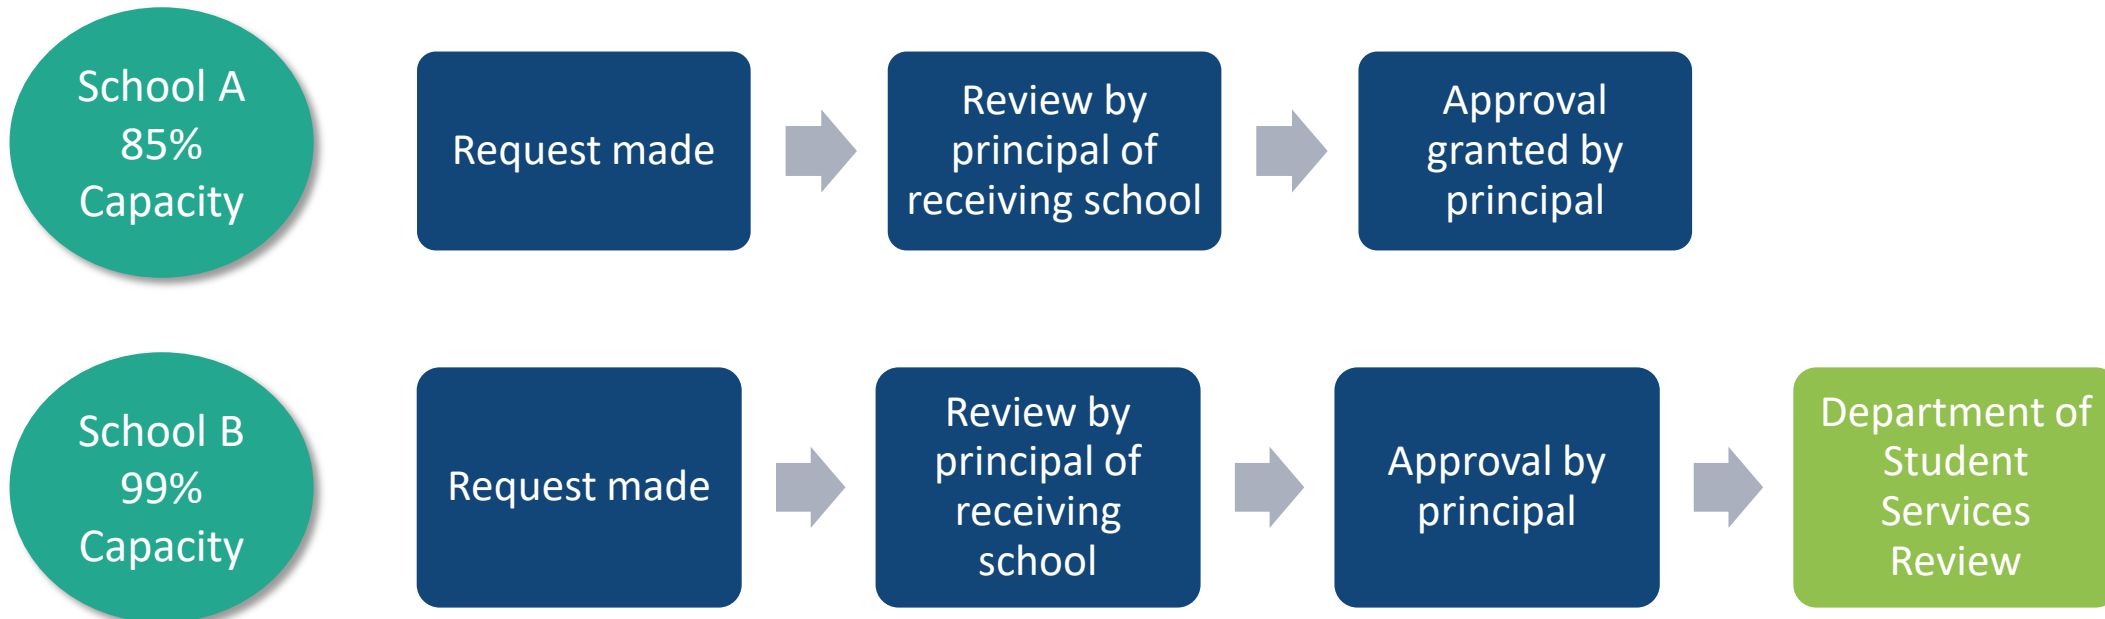 School A
85%
Capacity
Request made
Review by
principal of
receiving school
Approval
granted by
principal
School B
99%
Capacity
Request made
Review by
principal of
receiving
school
Approval by
principal
Department of
Student
Services
Review